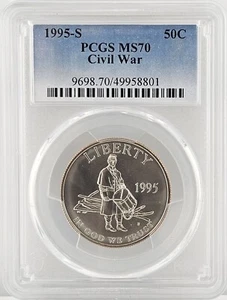 1995-S 50C
PCGS MS70
Civil War
9698.70/49958801
LIBERTY
1995
IN GOD WE TRUST